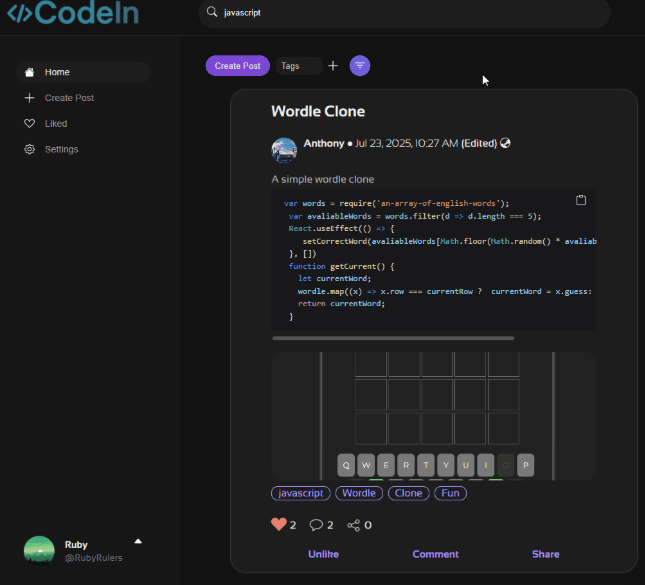 </>CodeIn
javascript
Home
Create Post
Liked
Settings
Create Post Tags +
Wordle Clone
Anthony • Jul 23, 2025, 10:27 AM (Edited)
A simple wordle clone
var words = require('an-array-of-english-words');
var avaliableWords = words.filter(d => d.length === 5);
React.useEffect(() => {
setCorrectWord(avaliableWords[Math.floor(Math.random() * avaliab
}, [])
function getCurrent() {
let currentWord;
wordle.map((x) => x.row === currentRow ? currentWord = x.guess:
return currentWord;
}
Q W E R T Y U I O P
javascript Wordle Clone Fun
2 2 0
Unlike Comment Share
Ruby
@RubyRulers